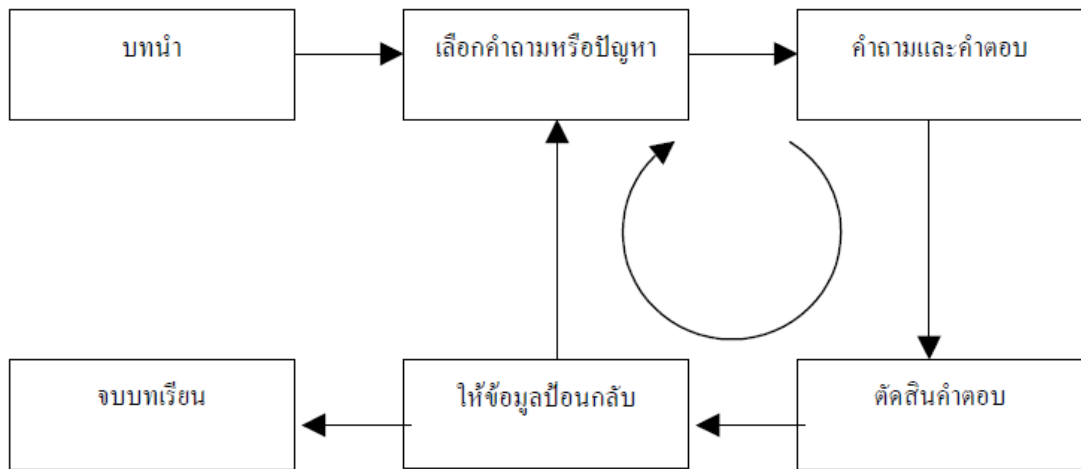 บทนำ
เลือกคำถามหรือปัญหา
คำถามและคำตอบ
จบบทเรียน
ให้ข้อมูลป้อนกลับ
ตัดสินคำตอบ